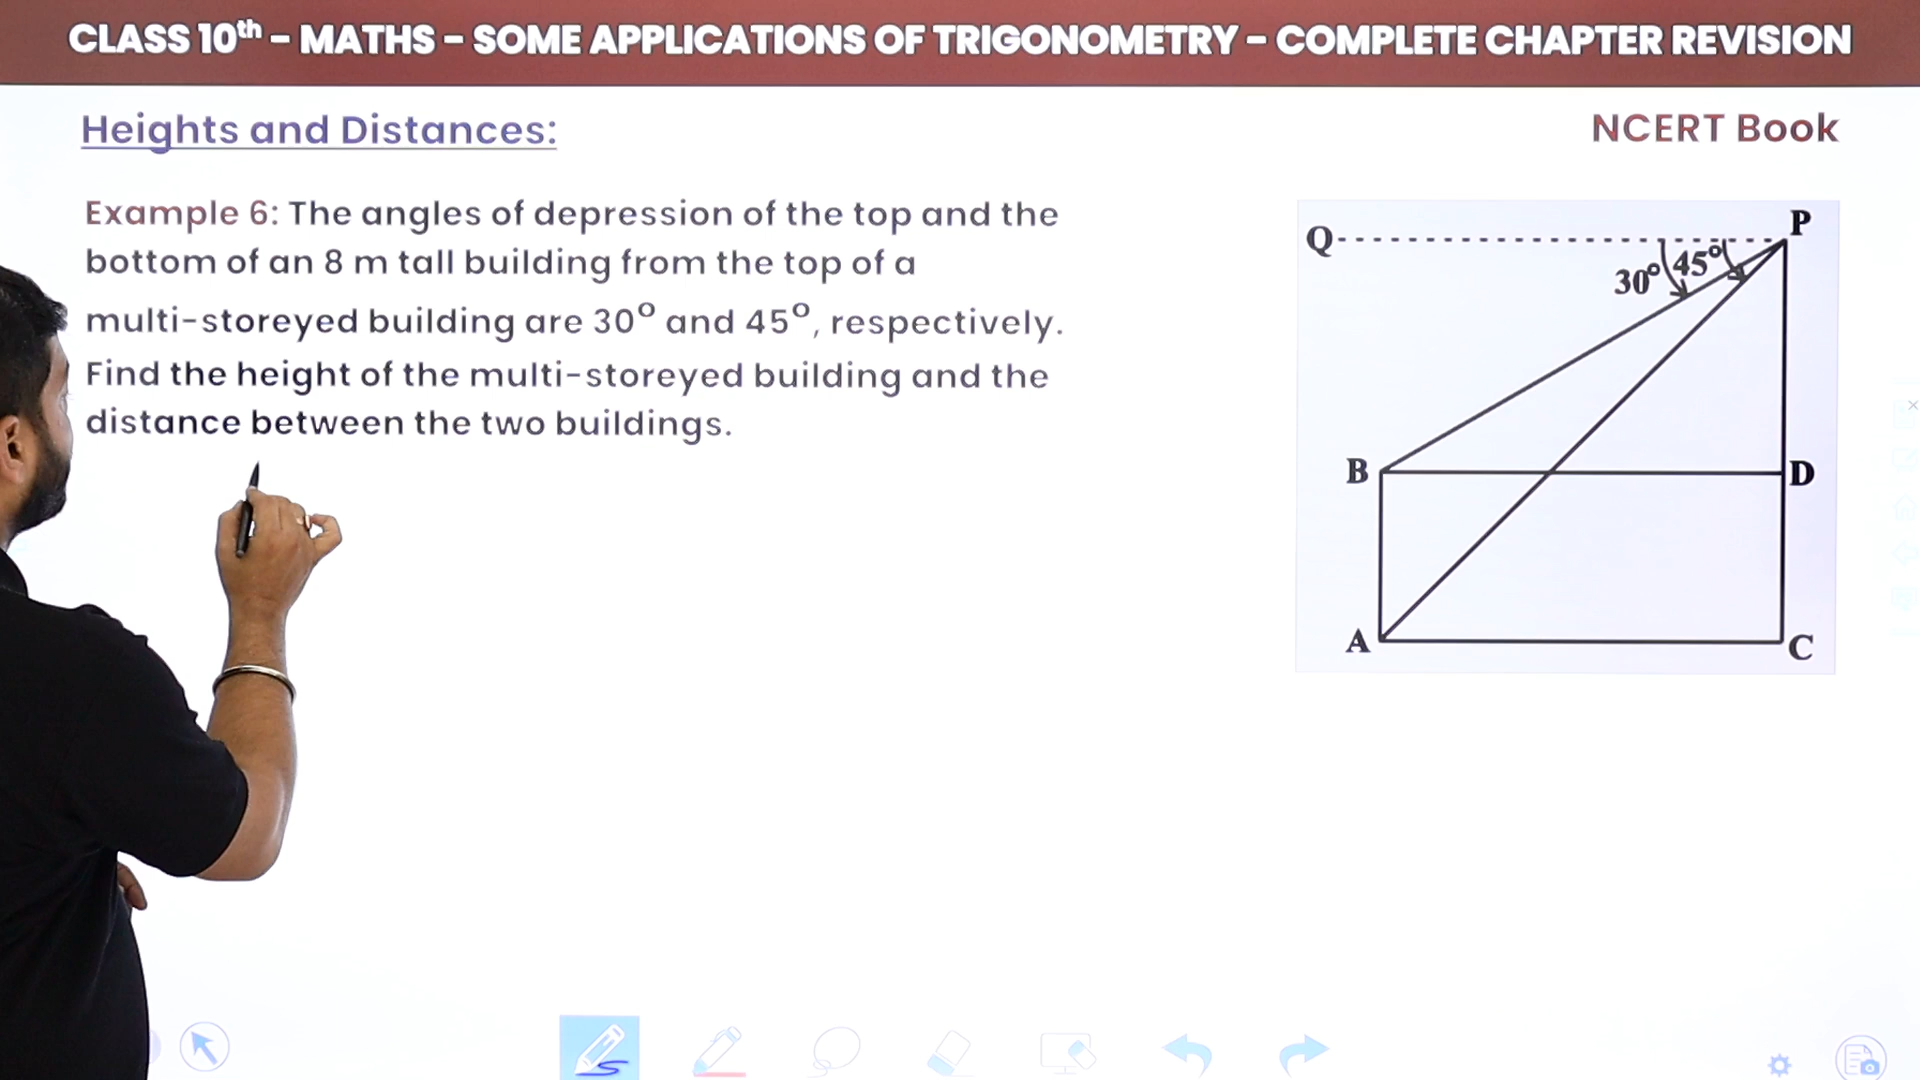 CLASS 10th – MATHS – SOME APPLICATIONS OF TRIGONOMETRY – COMPLETE CHAPTER REVISION
Heights and Distances:
NCERT Book
Example 6: The angles of depression of the top and the
bottom of an 8 m tall building from the top of a
multi-storeyed building are 30° and 45°, respectively.
Find the height of the multi-storeyed building and the
distance between the two buildings.
P
Q
30° 45°
B
D
A
C